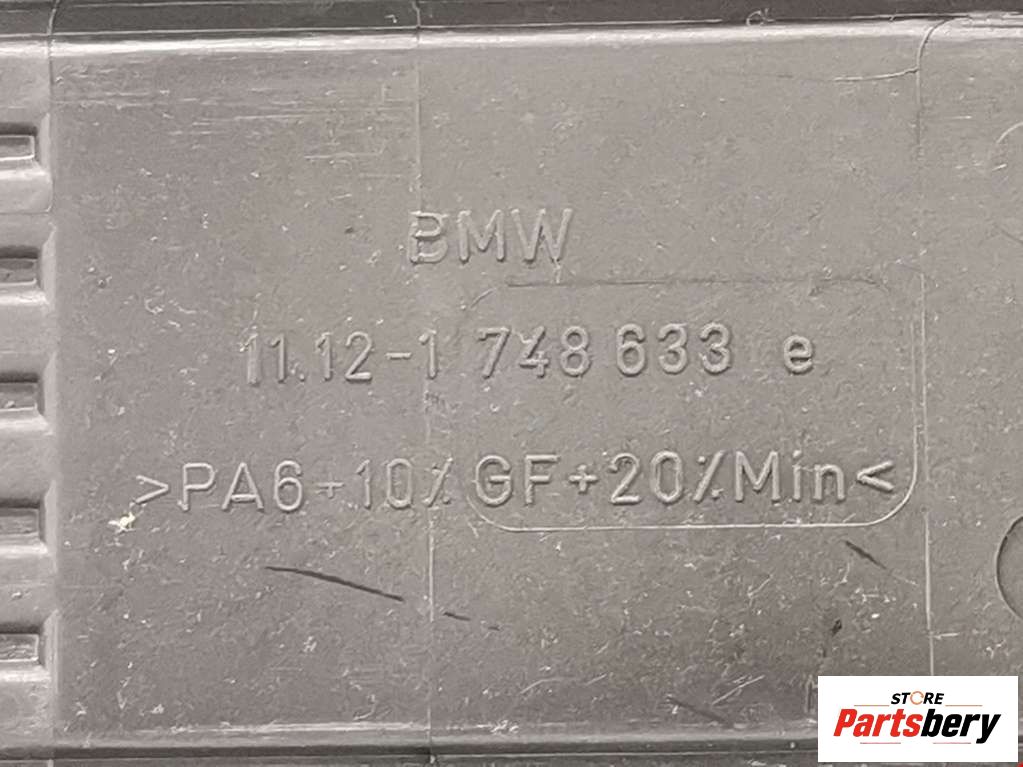 BMW
11.12-1 748 633 e
>PA6+10% GF+20%Min<
STORE
Partsbery